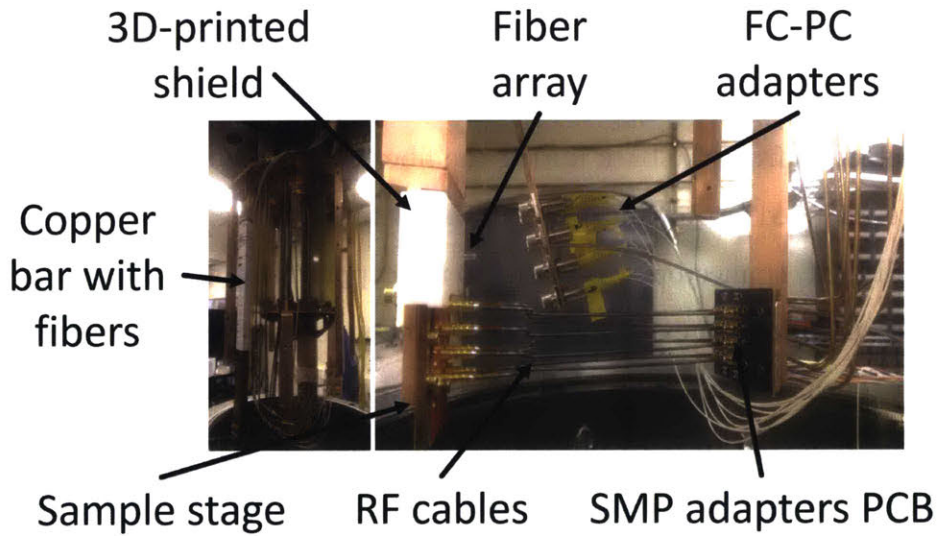 3D-printed
shield
Fiber
array
FC-PC
adapters
Copper
bar with
fibers
Sample stage
RF cables
SMP adapters PCB